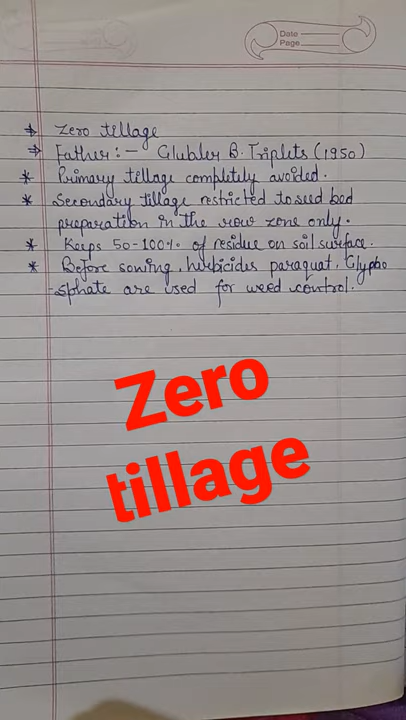 Date
Page
Zero tillage
Father :- Glubler B. Triplets (1950)
* Primary tillage completely avoided.
* Secondary tillage restricted to seed bed
preparation in the row zone only.
* Keeps 50-100% of residue on soil surface.
* Before sowing, herbicides paraquat, Glypho
-sphate are used for weed control.
Zero
tillage